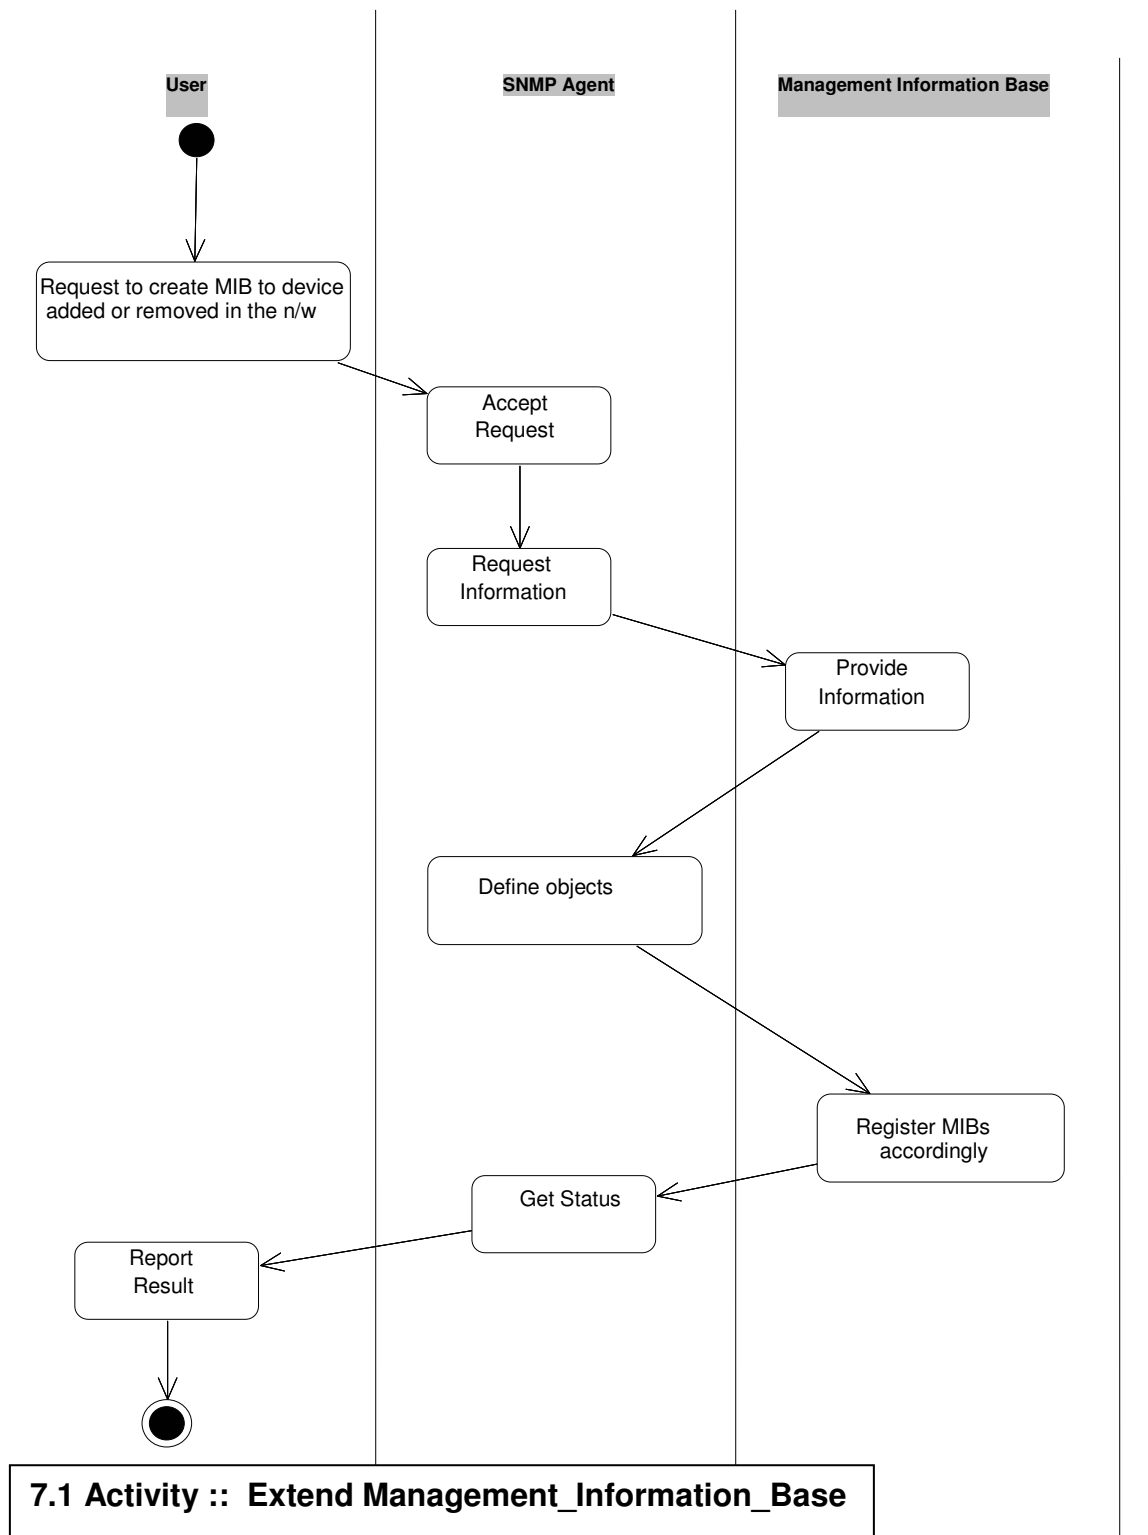 User
SNMP Agent
Management Information Base
Request to create MIB to device
added or removed in the n/w
Accept
Request
Request
Information
Provide
Information
Define objects
Register MIBs
accordingly
Get Status
Report
Result
7.1 Activity :: Extend Management_Information_Base